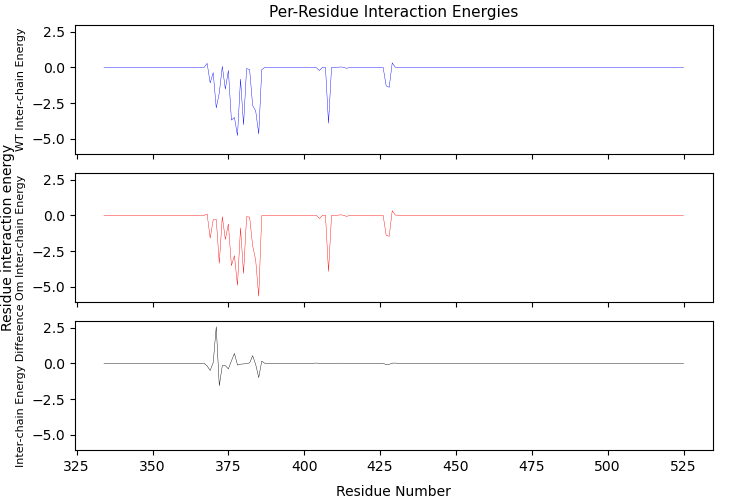 Per-Residue Interaction Energies
Residue interaction energy
WT Inter-chain Energy
2.5
0.0
−2.5
−5.0
Om Inter-chain Energy
2.5
0.0
−2.5
−5.0
Inter-chain Energy Difference
2.5
0.0
−2.5
−5.0
325 350 375 400 425 450 475 500 525
Residue Number